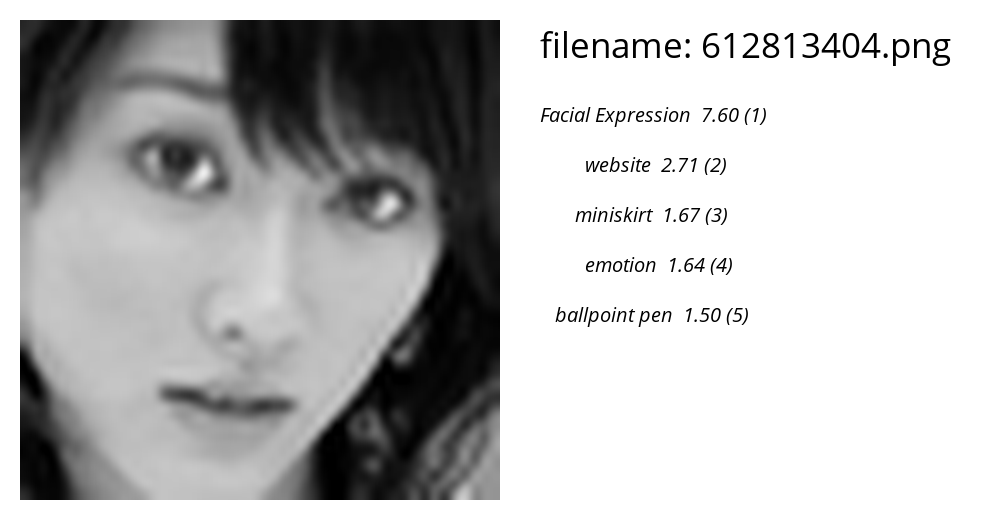 filename: 612813404.png
Facial Expression 7.60 (1)
website 2.71 (2)
miniskirt 1.67 (3)
emotion 1.64 (4)
ballpoint pen 1.50 (5)